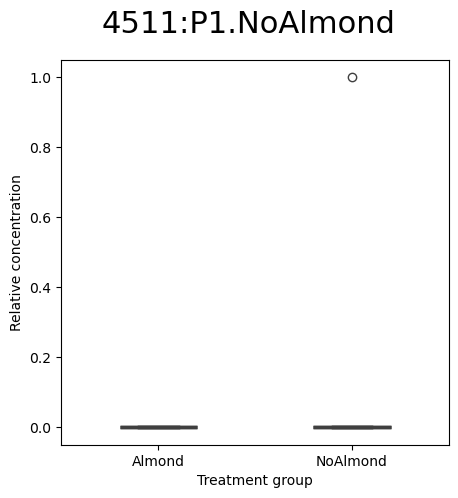 4511:P1.NoAlmond
1.0
0.8
0.6
0.4
0.2
0.0
Relative concentration
Almond
NoAlmond
Treatment group